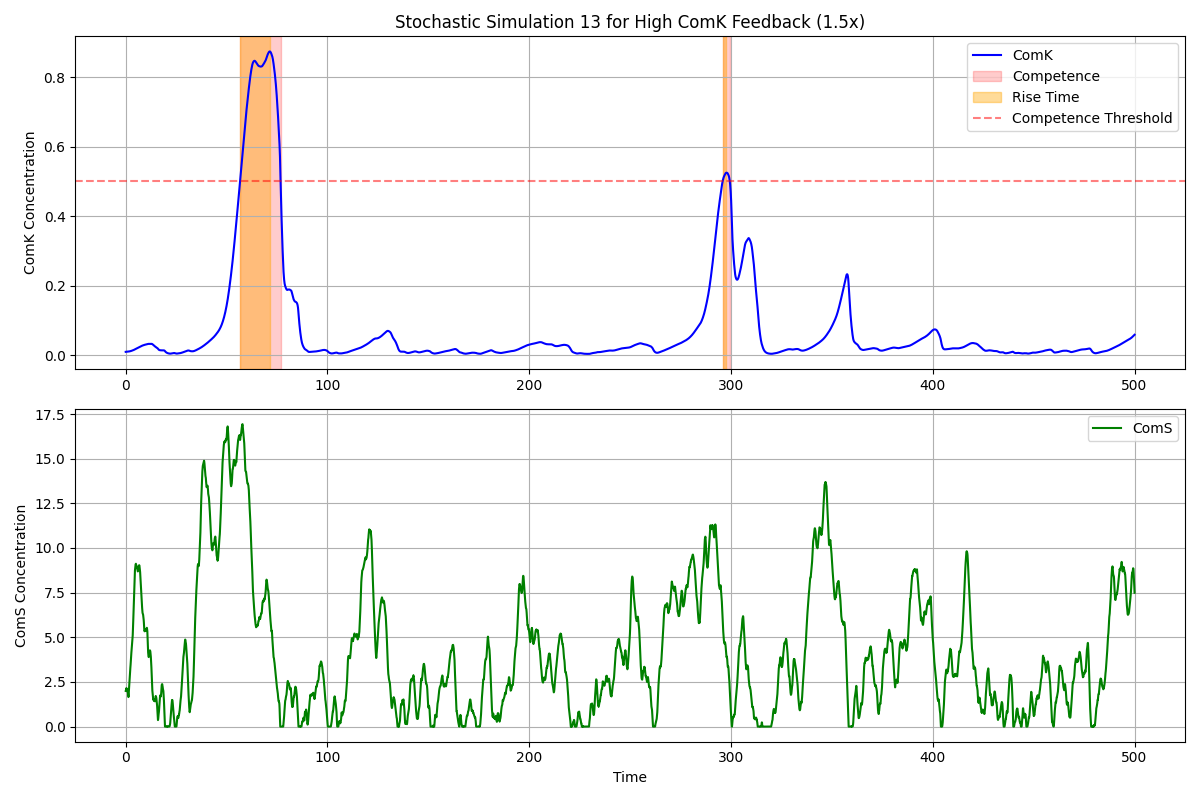 Stochastic Simulation 13 for High ComK Feedback (1.5x)
ComK Concentration
0.8
0.6
0.4
0.2
0.0
ComK
Competence
Rise Time
Competence Threshold
0 100 200 300 400 500
ComS Concentration
17.5
15.0
12.5
10.0
7.5
5.0
2.5
0.0
ComS
0 100 200 300 400 500
Time